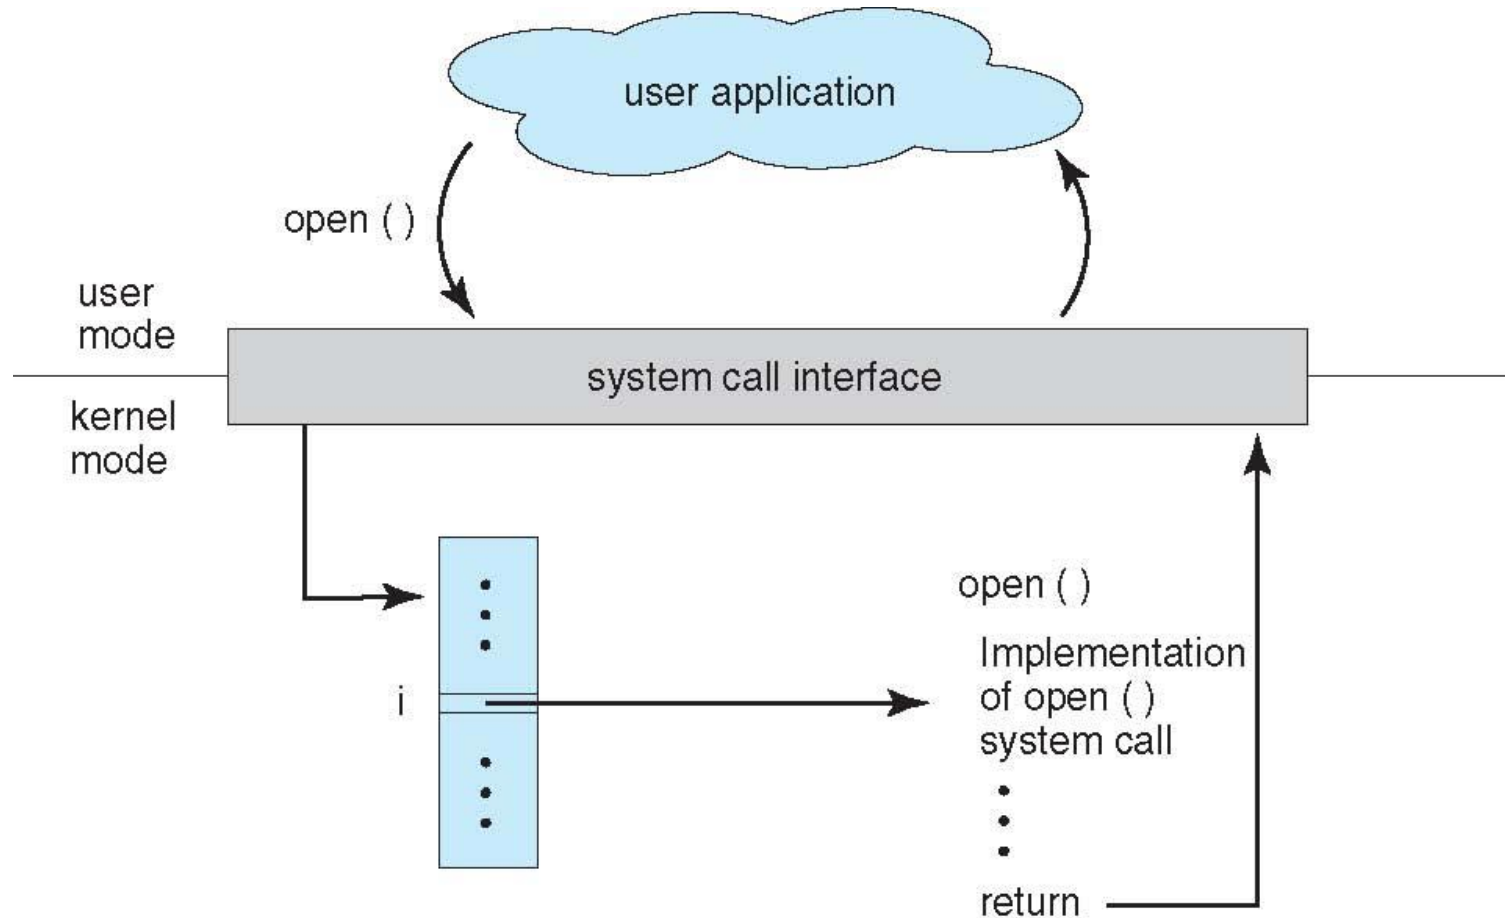 user application
open ( )
user
mode
system call interface
kernel
mode
open ( )
i
Implementation
of open ( )
system call
return